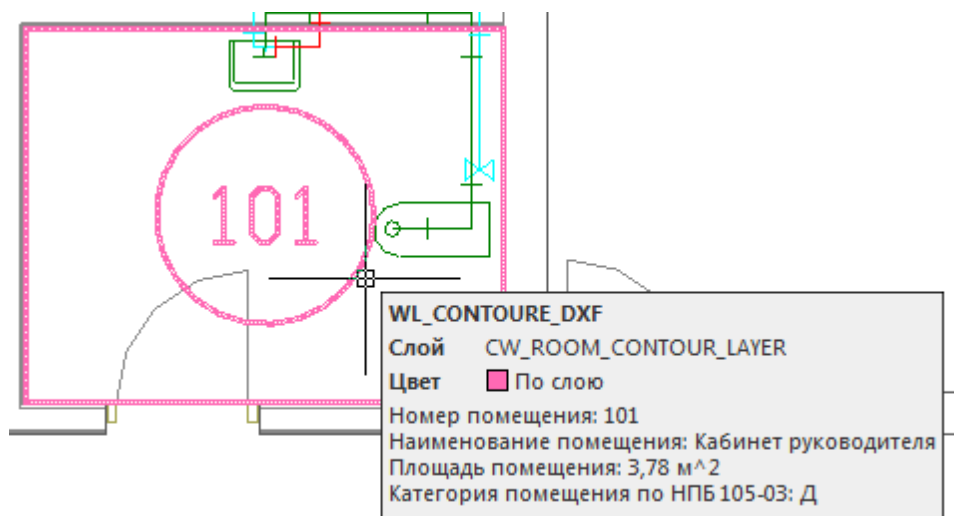 101
WL_CONTOURE_DXF
Слой CW_ROOM_CONTOUR_LAYER
Цвет По слою
Номер помещения: 101
Наименование помещения: Кабинет руководителя
Площадь помещения: 3,78 м^2
Категория помещения по НПБ 105-03: Д